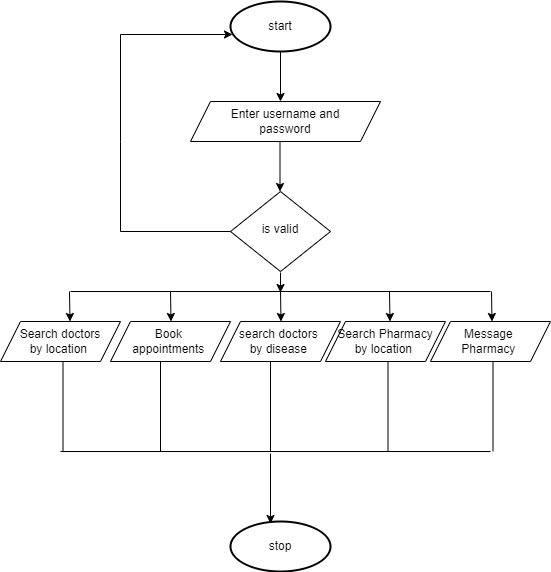 start
Enter username and
password
is valid
Search doctors
by location
Book
appointments
search doctors
by disease
Search Pharmacy
by location
Message
Pharmacy
stop